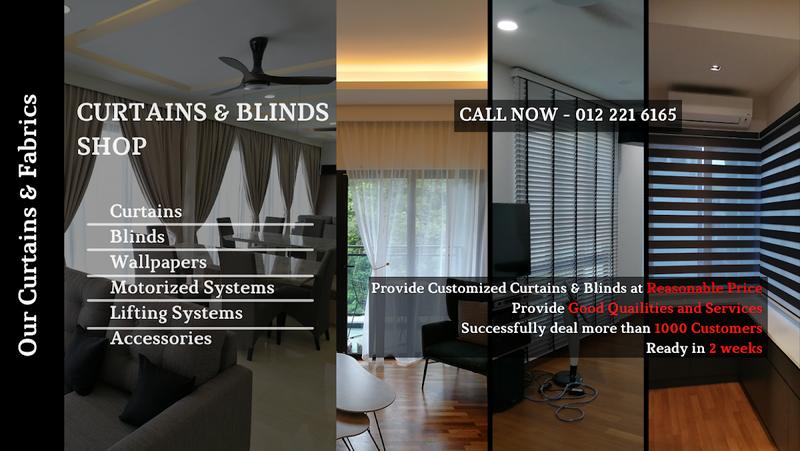 Our Curtains & Fabrics
CURTAINS & BLINDS
SHOP
Curtains
Blinds
Wallpapers
Motorized Systems
Lifting Systems
Accessories
CALL NOW - 012 221 6165
Provide Customized Curtains & Blinds at Reasonable Price
Provide Good Quailities and Services
Successfully deal more than 1000 Customers
Ready in 2 weeks